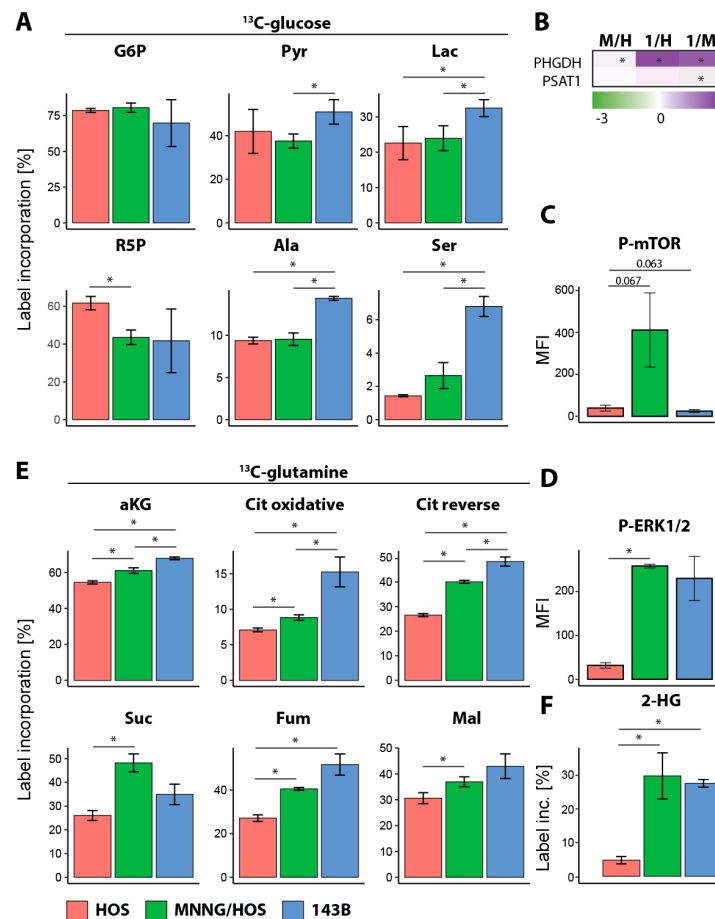 A
¹³C-glucose
G6P
Pyr
Lac
Label incorporation [%]
75
50
25
0
40
20
0
*
30
20
10
0
*
*
R5P
Ala
Ser
60
40
20
0
*
10
5
0
*
*
6
4
2
0
*
*
B
M/H 1/H 1/M
PHGDH * * *
PSAT1 *
-3 0
C
P-mTOR
MFI
600
400
200
0
0.063
0.067
E
¹³C-glutamine
aKG
Cit oxidative
Cit reverse
Label incorporation [%]
60
40
20
0
*
*
*
15
10
5
0
*
*
*
50
40
30
20
10
0
*
*
*
Suc
Fum
Mal
50
40
30
20
10
0
*
60
40
20
0
*
*
50
40
30
20
10
0
*
D
P-ERK1/2
MFI
200
100
0
*
F
2-HG
Label inc. [%]
30
20
10
0
*
*
HOS MNNG/HOS 143B